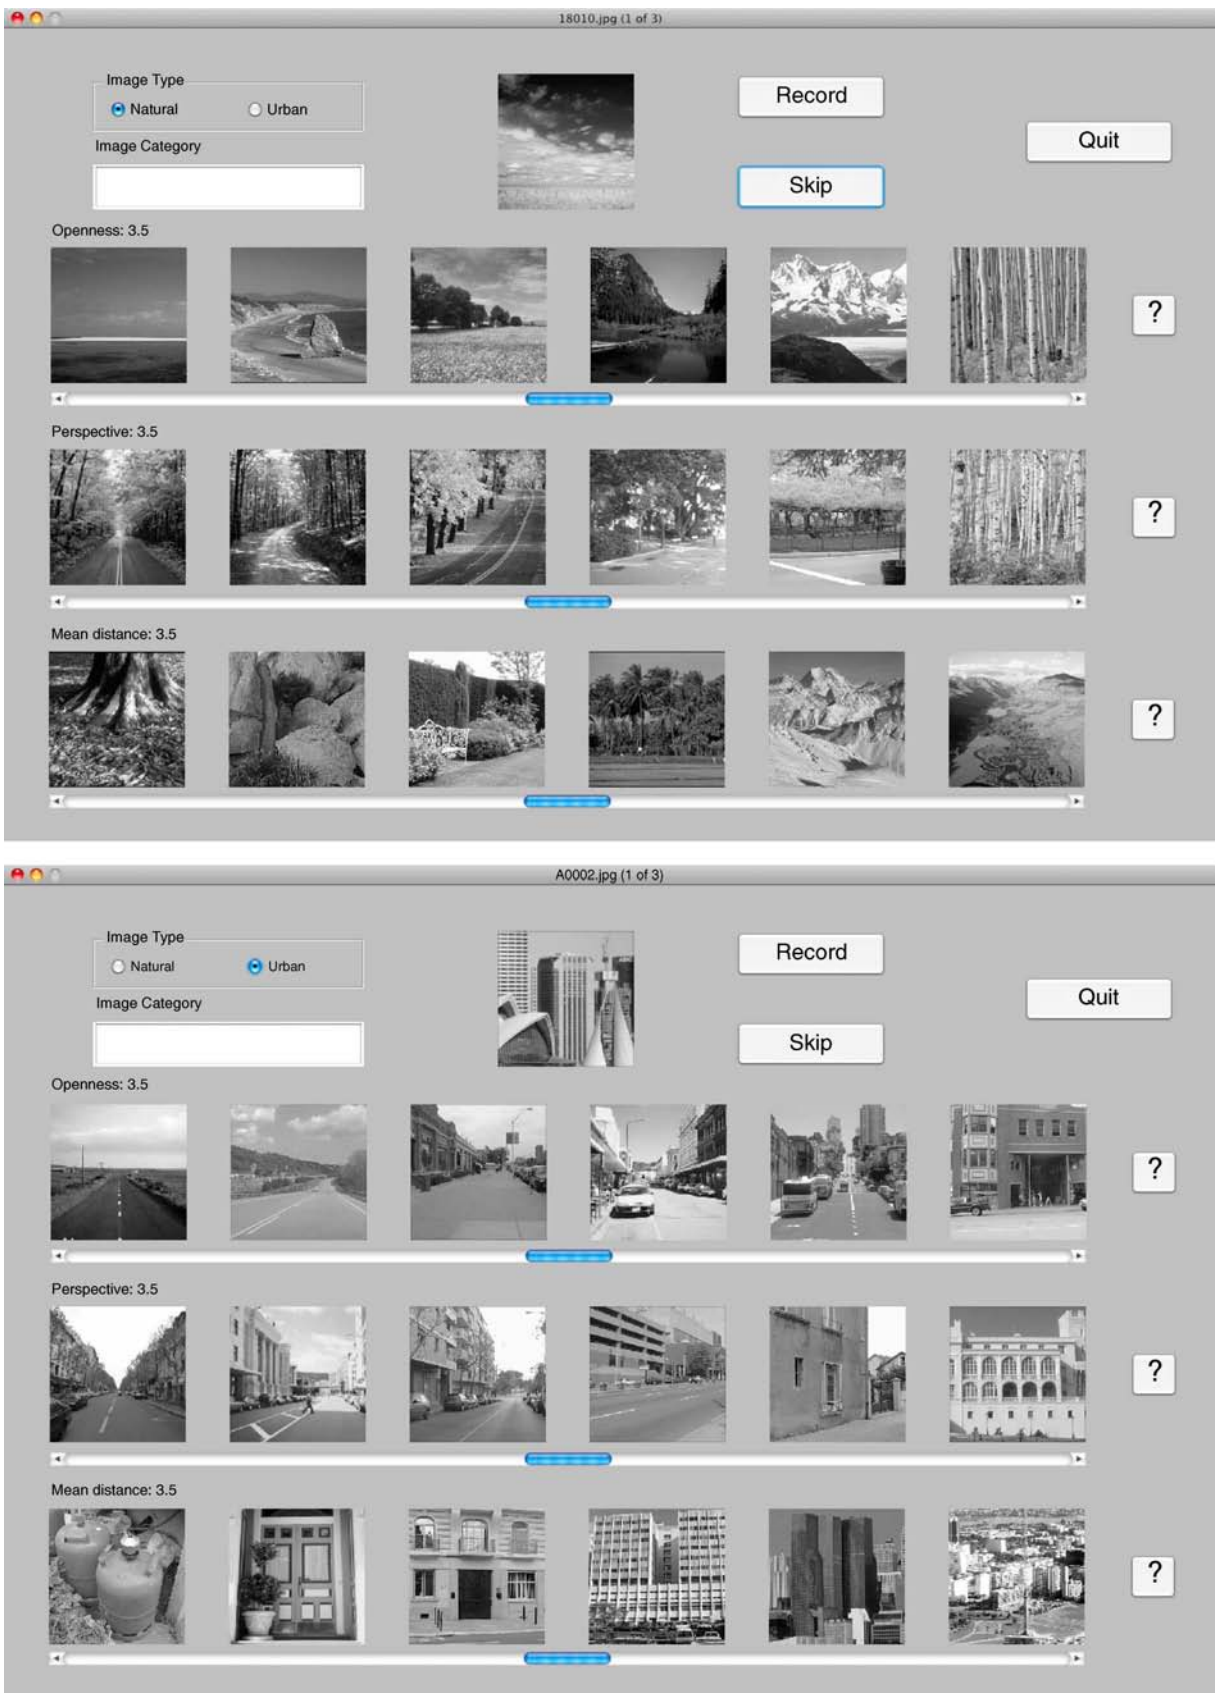 18010.jpg (1 of 3)
Image Type
Natural
Urban
Record
Quit
Image Category
Skip
Openness: 3.5
?
Perspective: 3.5
?
Mean distance: 3.5
?
A0002.jpg (1 of 3)
Image Type
Natural
Urban
Record
Quit
Image Category
Skip
Openness: 3.5
?
Perspective: 3.5
?
Mean distance: 3.5
?